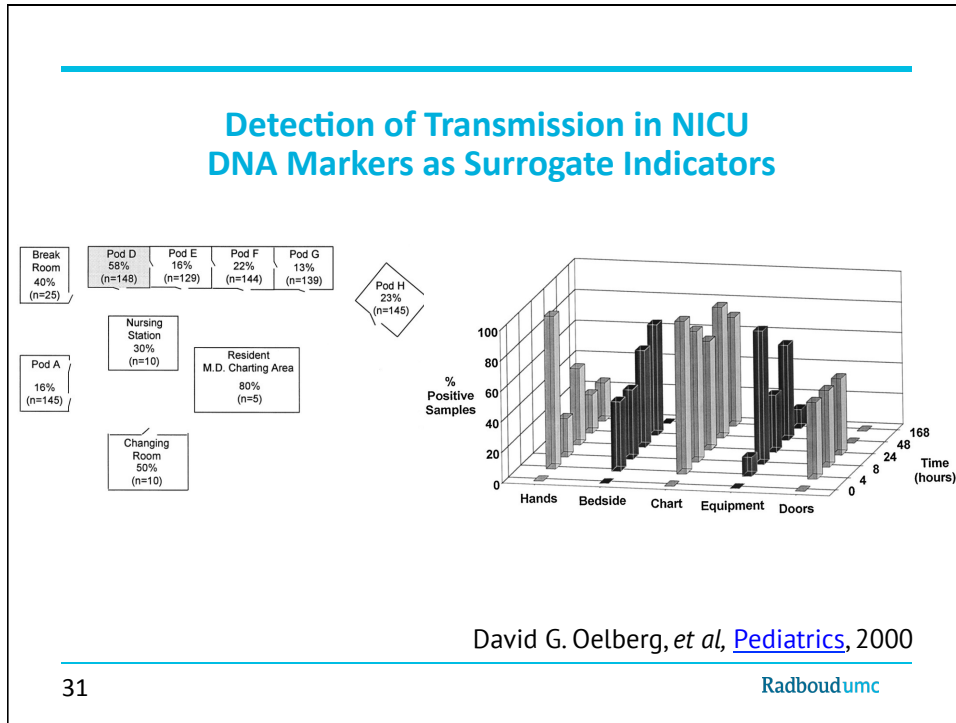 Detection of Transmission in NICU
DNA Markers as Surrogate Indicators
Break
Room
40%
(n=25)
Pod D
58%
(n=148)
Pod E
16%
(n=129)
Pod F
22%
(n=144)
Pod G
13%
(n=139)
Pod H
23%
(n=145)
Nursing
Station
30%
(n=10)
Pod A
16%
(n=145)
Resident
M.D. Charting Area
80%
(n=5)
Changing
Room
50%
(n=10)
%
Positive
Samples
100
80
60
40
20
0
Hands
Bedside
Chart
Equipment
Doors
0
4
8
24
48
168
Time
(hours)
David G. Oelberg, et al, Pediatrics, 2000
31
Radboudumc